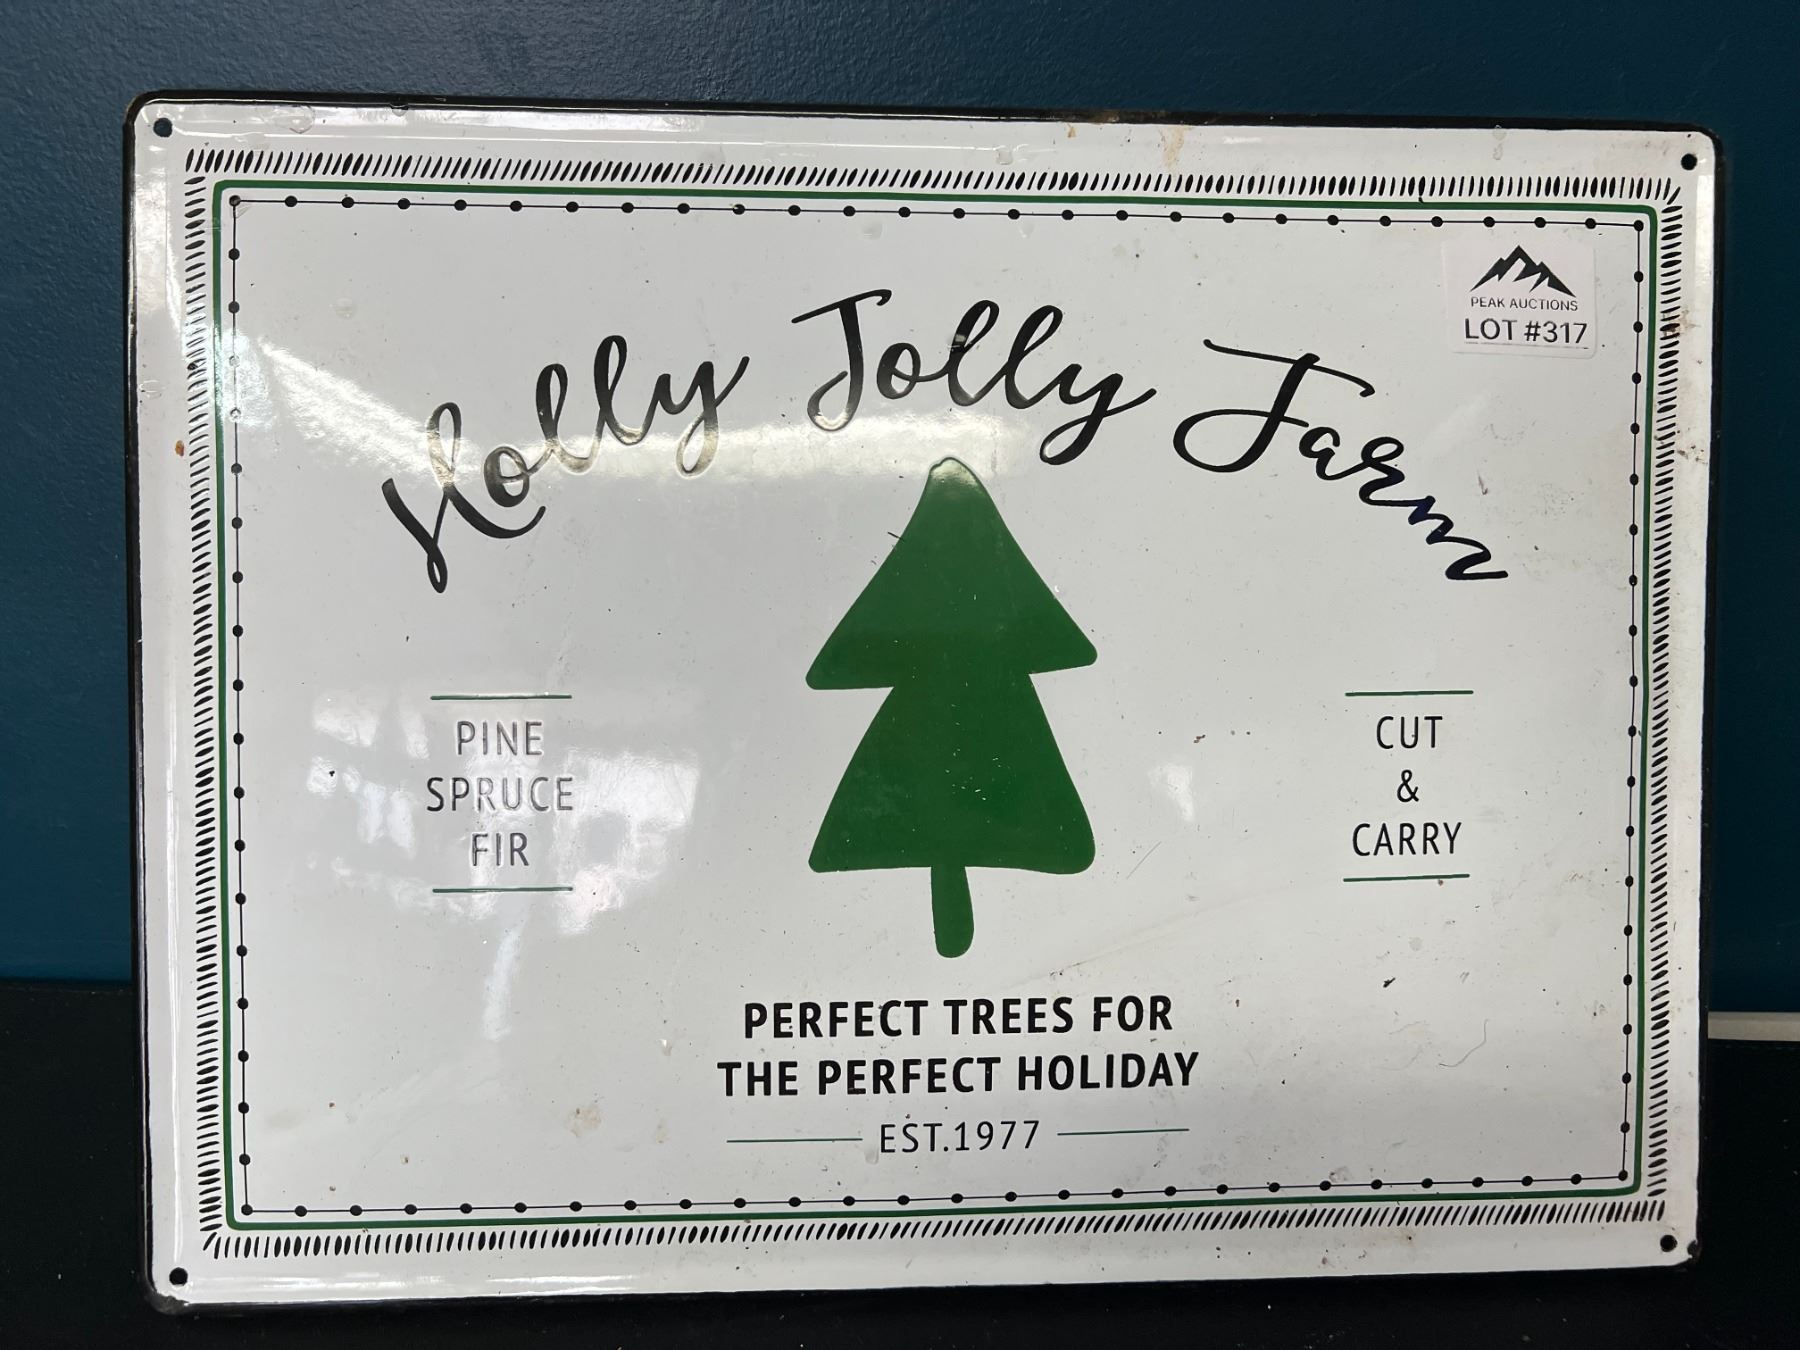 PEAK AUCTIONS
LOT #317
Holly Jolly Farm
PINE
SPRUCE
FIR
CUT
&
CARRY
PERFECT TREES FOR
THE PERFECT HOLIDAY
EST.1977